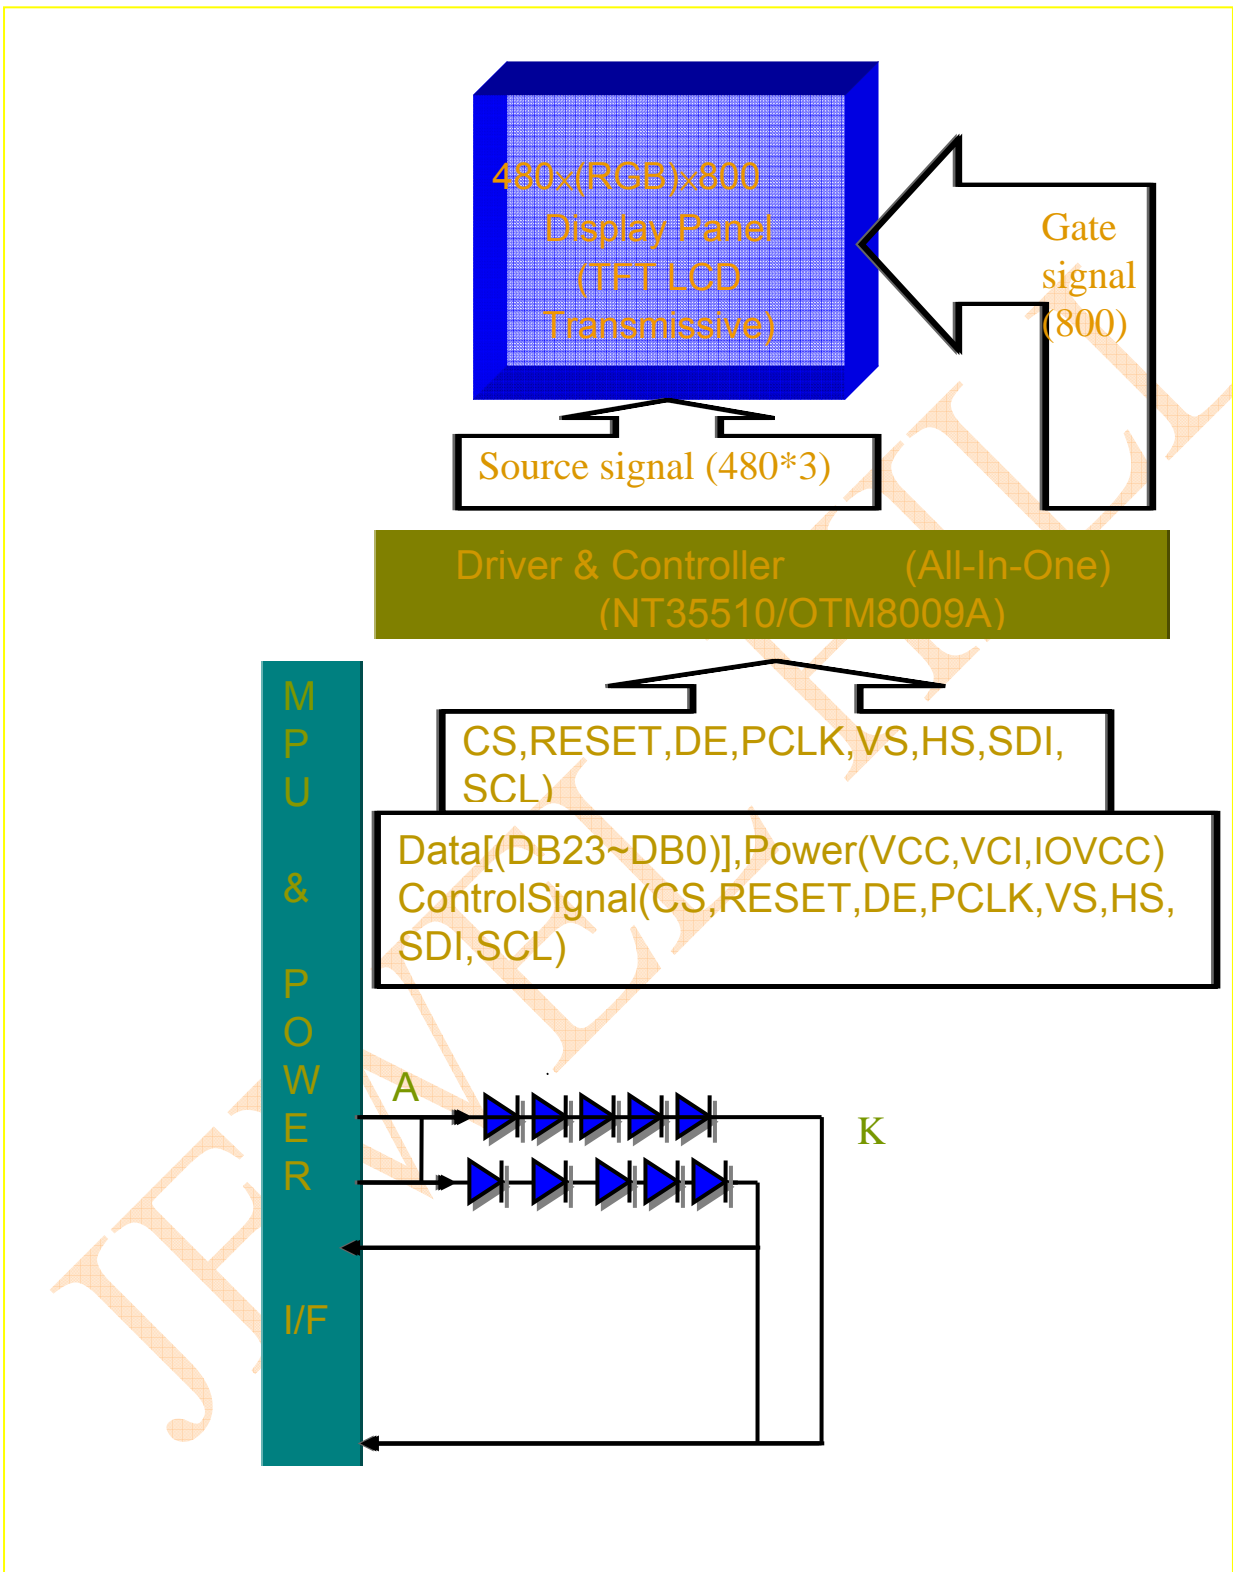 480×(RGB)×800
Display Panel
(TFT LCD
Transmissive)
Gate
signal
(800)
Source signal (480*3)
Driver & Controller (All-In-One)
(NT35510/OTM8009A)
M
P
U
&
P
O
W
E
R
I/F
CS,RESET,DE,PCLK,VS,HS,SDI,
SCL)
Data[(DB23~DB0)],Power(VCC,VCI,IOVCC)
ControlSignal(CS,RESET,DE,PCLK,VS,HS,
SDI,SCL)
A
K